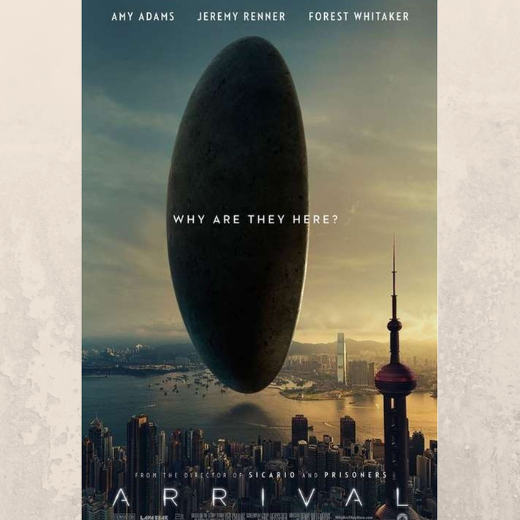 AMY ADAMS JEREMY RENNER FOREST WHITAKER
WHY ARE THEY HERE?
FROM THE DIRECTOR OF SICARIO AND PRISONERS
ARRIVAL